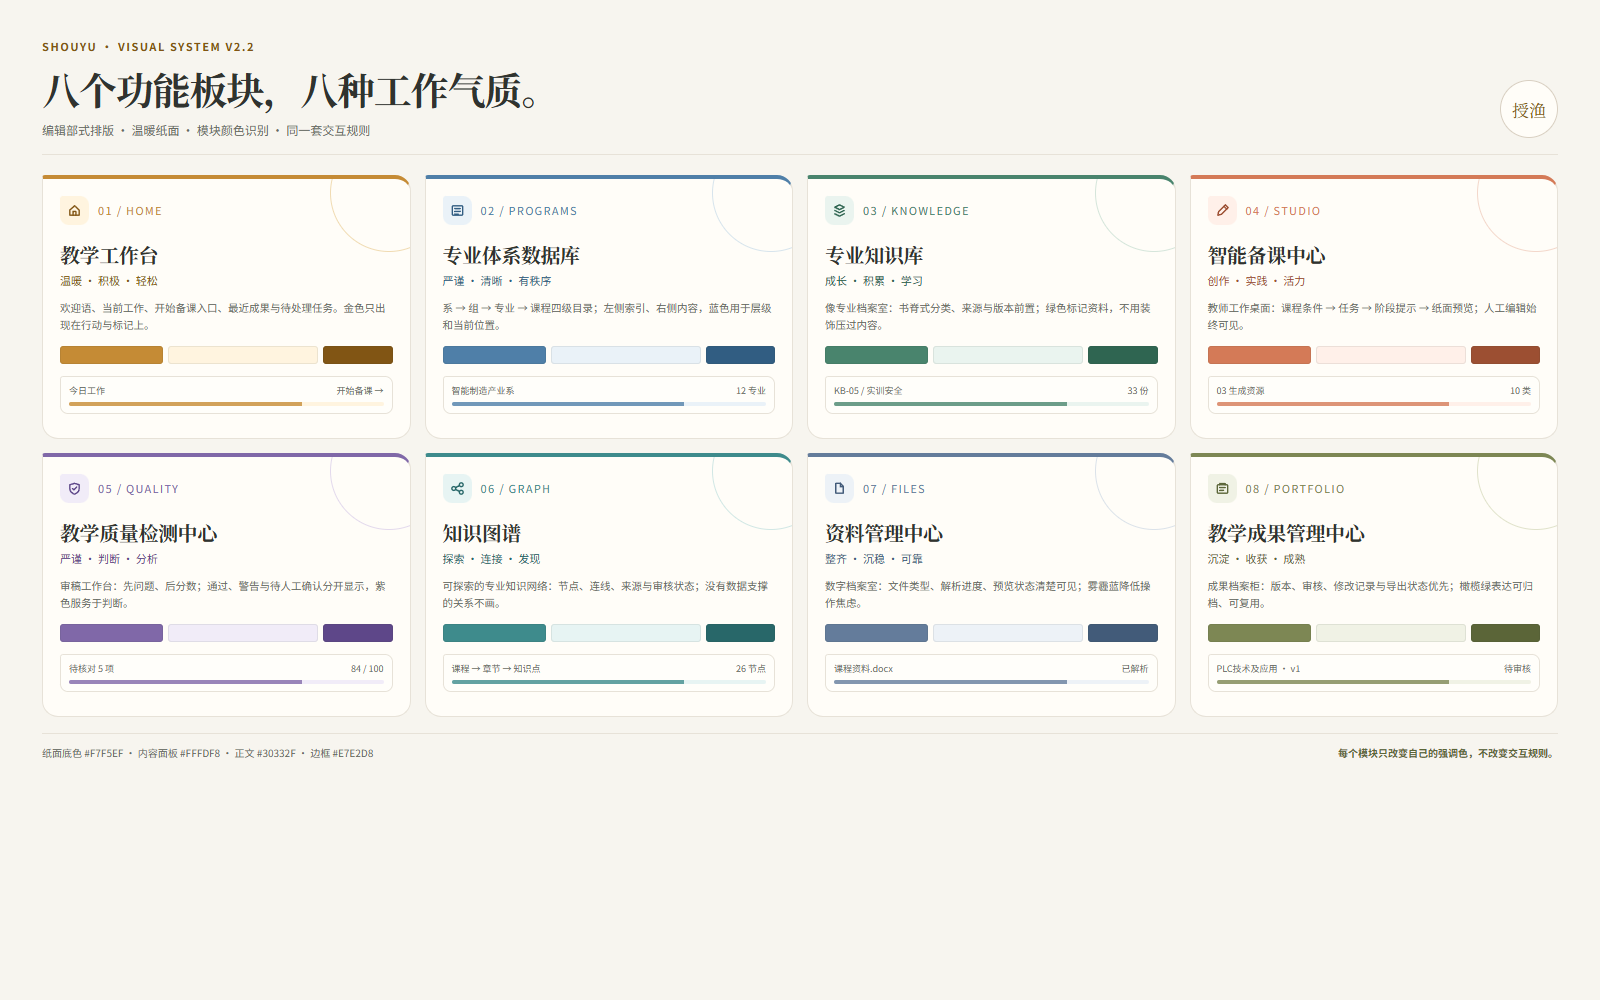 SHOUYU · VISUAL SYSTEM V2.2
八个功能板块，八种工作气质。
编辑部式排版 · 温暖纸面 · 模块颜色识别 · 同一套交互规则
授渔
01 / HOME
教学工作台
温暖 · 积极 · 轻松
欢迎语、当前工作、开始备课入口、最近成果与待处理任务。金色只出
现在行动与标记上。
今日工作 开始备课 →
02 / PROGRAMS
专业体系数据库
严谨 · 清晰 · 有秩序
系 → 组 → 专业 → 课程四级目录；左侧索引、右侧内容，蓝色用于层级
和当前位置。
智能制造产业系 12 专业
03 / KNOWLEDGE
专业知识库
成长 · 积累 · 学习
像专业档案室：书脊式分类、来源与版本前置；绿色标记资料，不用装
饰压过内容。
KB-05 / 实训安全 33 份
04 / STUDIO
智能备课中心
创作 · 实践 · 活力
教师工作桌面：课程条件 → 任务 → 阶段提示 → 纸面预览；人工编辑始
终可见。
03 生成资源 10 类
05 / QUALITY
教学质量检测中心
严谨 · 判断 · 分析
审稿工作台：先问题、后分数；通过、警告与待人工确认分开显示，紫
色服务于判断。
待核对 5 项 84 / 100
06 / GRAPH
知识图谱
探索 · 连接 · 发现
可探索的专业知识网络：节点、连线、来源与审核状态；没有数据支撑
的关系不画。
课程 → 章节 → 知识点 26 节点
07 / FILES
资料管理中心
整齐 · 沉稳 · 可靠
数字档案室：文件类型、解析进度、预览状态清楚可见；雾霾蓝降低操
作焦虑。
课程资料.docx 已解析
08 / PORTFOLIO
教学成果管理中心
沉淀 · 收获 · 成熟
成果档案柜：版本、审核、修改记录与导出状态优先；橄榄绿表达可归
档、可复用。
PLC技术及应用 · v1 待审核
纸面底色 #F7F5EF · 内容面板 #FFFDF8 · 正文 #30332F · 边框 #E7E2D8
每个模块只改变自己的强调色，不改变交互规则。